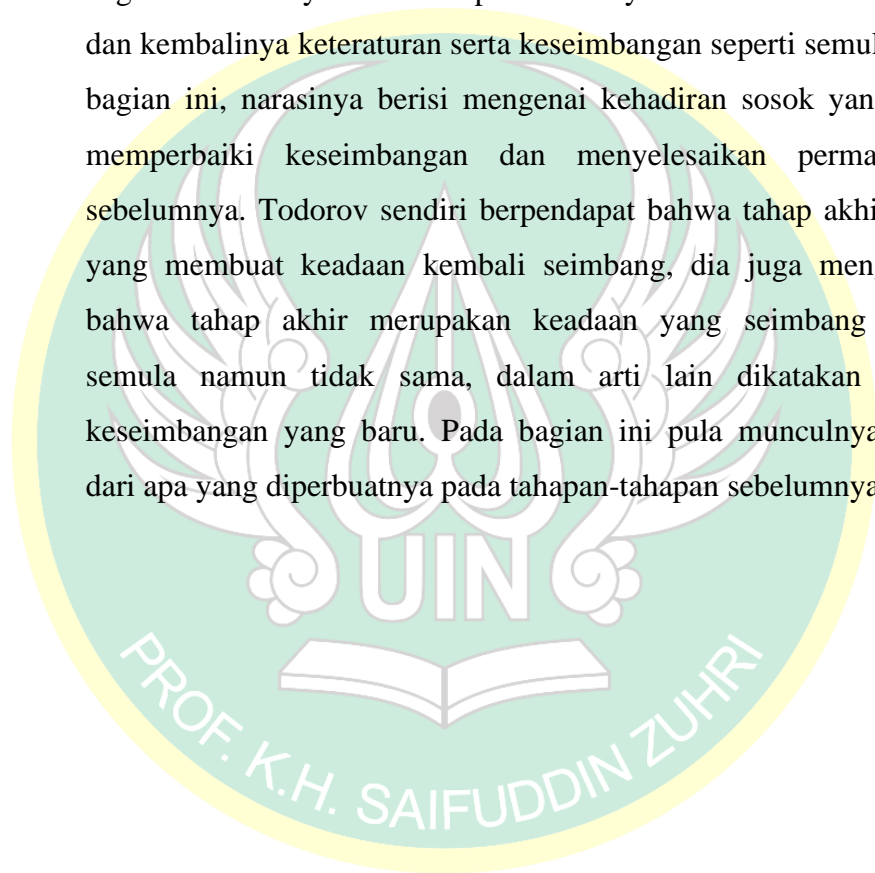 dan kembalinya keteraturan serta keseimbangan seperti semul
bagian ini, narasinya berisi mengenai kehadiran sosok yan
memperbaiki keseimbangan dan menyelesaikan perma
sebelumnya. Todorov sendiri berpendapat bahwa tahap akhi
yang membuat keadaan kembali seimbang, dia juga men
bahwa tahap akhir merupakan keadaan yang seimbang
semula namun tidak sama, dalam arti lain dikatakan
keseimbangan yang baru. Pada bagian ini pula munculnya
dari apa yang diperbuatnya pada tahapan-tahapan sebelumnya
UIN
PROF. K.H. SAIFUDDIN ZUHRI